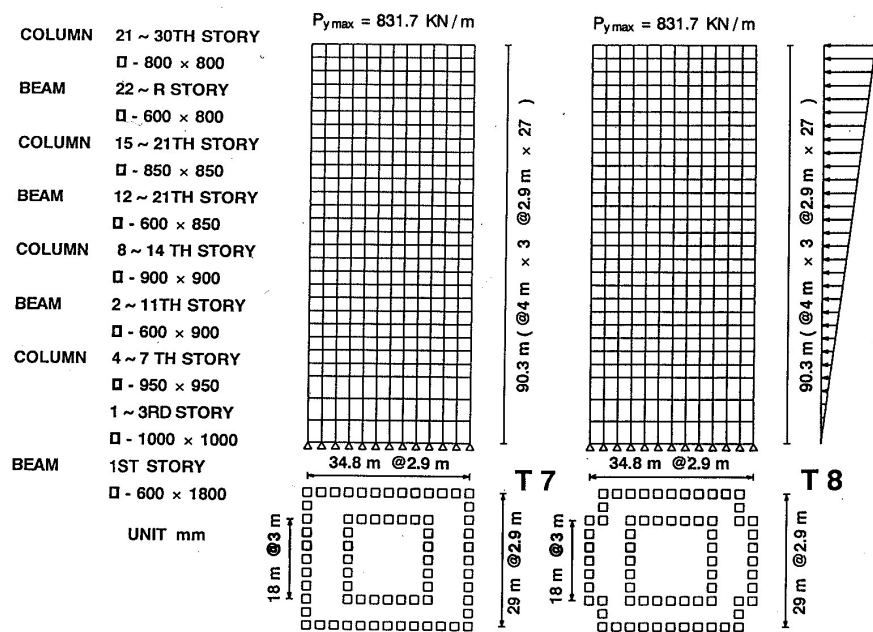 COLUMN 21 ~ 30TH STORY
□ - 800 × 800
BEAM 22 ~ R STORY
□ - 600 × 800
COLUMN 15 ~ 21TH STORY
□ - 850 × 850
BEAM 12 ~ 21TH STORY
□ - 600 × 850
COLUMN 8 ~ 14 TH STORY
□ - 900 × 900
BEAM 2 ~ 11TH STORY
□ - 600 × 900
COLUMN 4 ~ 7 TH STORY
□ - 950 × 950
1 ~ 3RD STORY
□ - 1000 × 1000
BEAM 1ST STORY
□ - 600 × 1800
UNIT mm
P y max = 831.7 KN / m
90.3 m ( @4 m × 3 @2.9 m × 27 )
34.8 m @2.9 m
T 7
18 m @3 m
29 m @2.9 m
P y max = 831.7 KN / m
90.3 m ( @4 m × 3 @2.9 m × 27 )
34.8 m @2.9 m
T 8
18 m @3 m
29 m @2.9 m